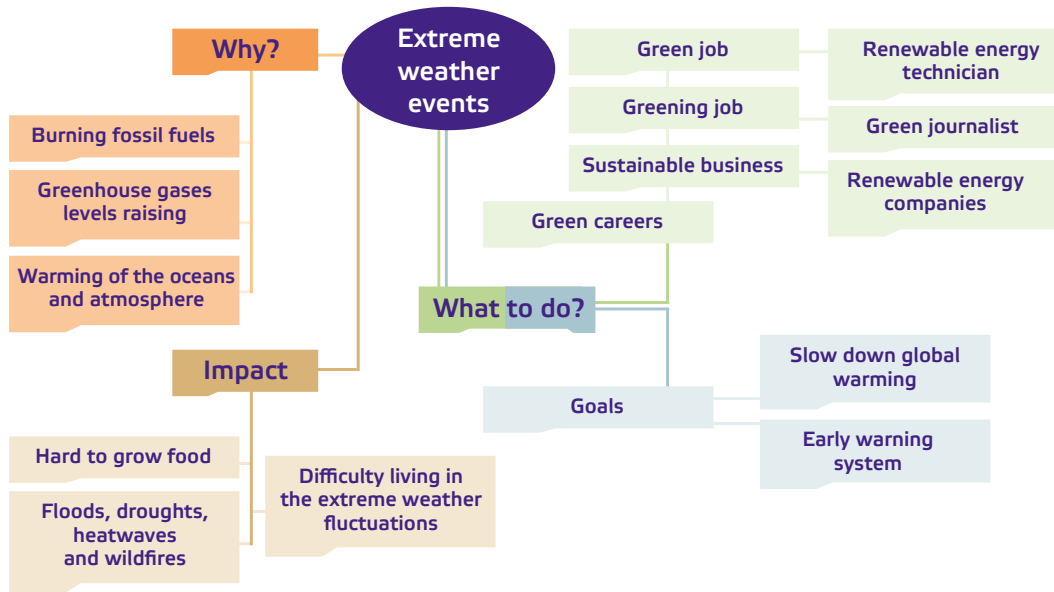 Extreme
weather
events
Why?
Burning fossil fuels
Greenhouse gases
levels raising
Warming of the oceans
and atmosphere
Impact
Hard to grow food
Floods, droughts,
heatwaves
and wildfires
Difficulty living in
the extreme weather
fluctuations
What to do?
Green careers
Green job
Renewable energy
technician
Greening job
Green journalist
Sustainable business
Renewable energy
companies
Goals
Slow down global
warming
Early warning
system